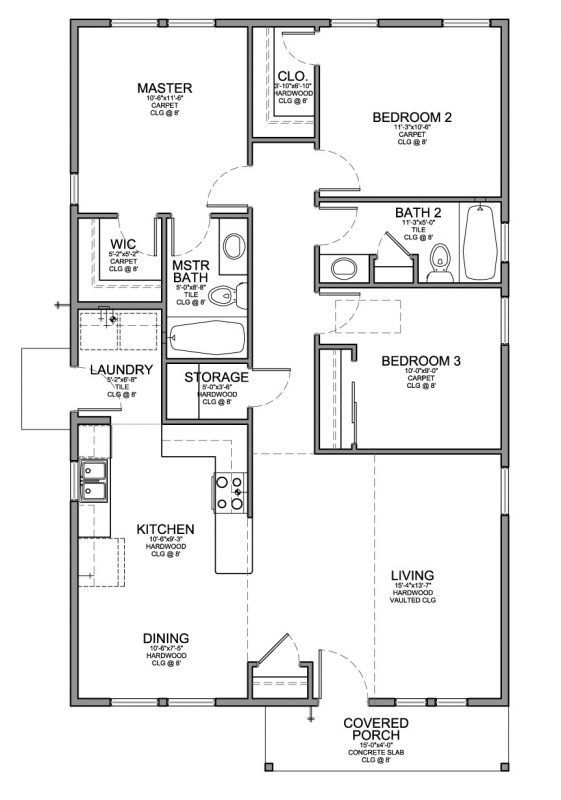 MASTER
10'-6"x11'-6"
CARPET
CLG @ 8'
CLO.
3'-10"x6'-10"
HARDWOOD
CLG @ 8'
BEDROOM 2
11'-3"x10'-6"
CARPET
CLG @ 8'
BATH 2
11'-3"x5'-0"
TILE
CLG @ 8'
WIC
5'-2"x5'-2"
CARPET
CLG @ 8'
MSTR
BATH
5'-0"x8'-8"
TILE
CLG @ 8'
LAUNDRY
5'-2"x6'-8"
TILE
CLG @ 8'
STORAGE
5'-0"x3'-6"
HARDWOOD
CLG @ 8'
BEDROOM 3
10'-0"x9'-0"
CARPET
CLG @ 8'
KITCHEN
10'-6"x9'-3"
HARDWOOD
CLG @ 8'
LIVING
15'-4"x13'-7"
HARDWOOD
VAULTED CLG
DINING
10'-6"x7'-5"
HARDWOOD
CLG @ 8'
COVERED
PORCH
15'-0"x4'-0"
CONCRETE SLAB
CLG @ 8'